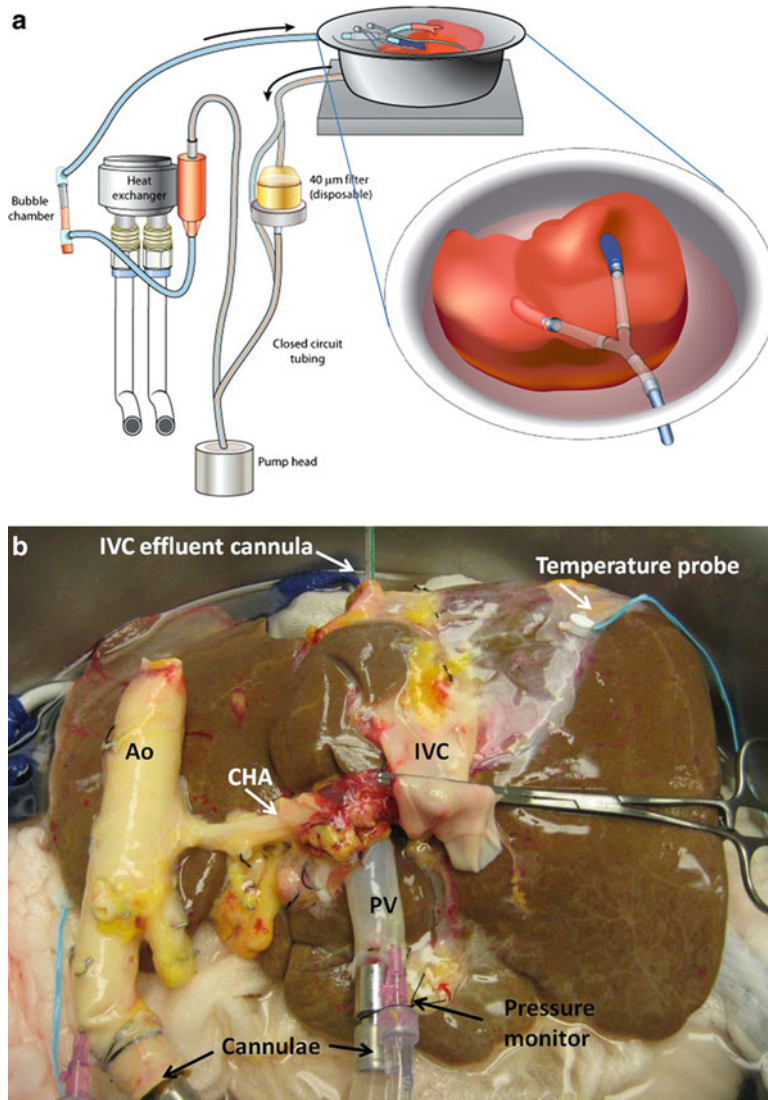 a
Heat
exchanger
40 µm filter
(disposable)
Bubble
chamber
Closed circuit
tubing
Pump head
b
IVC effluent cannula
Temperature probe
Ao
IVC
CHA
PV
Pressure
monitor
Cannulae